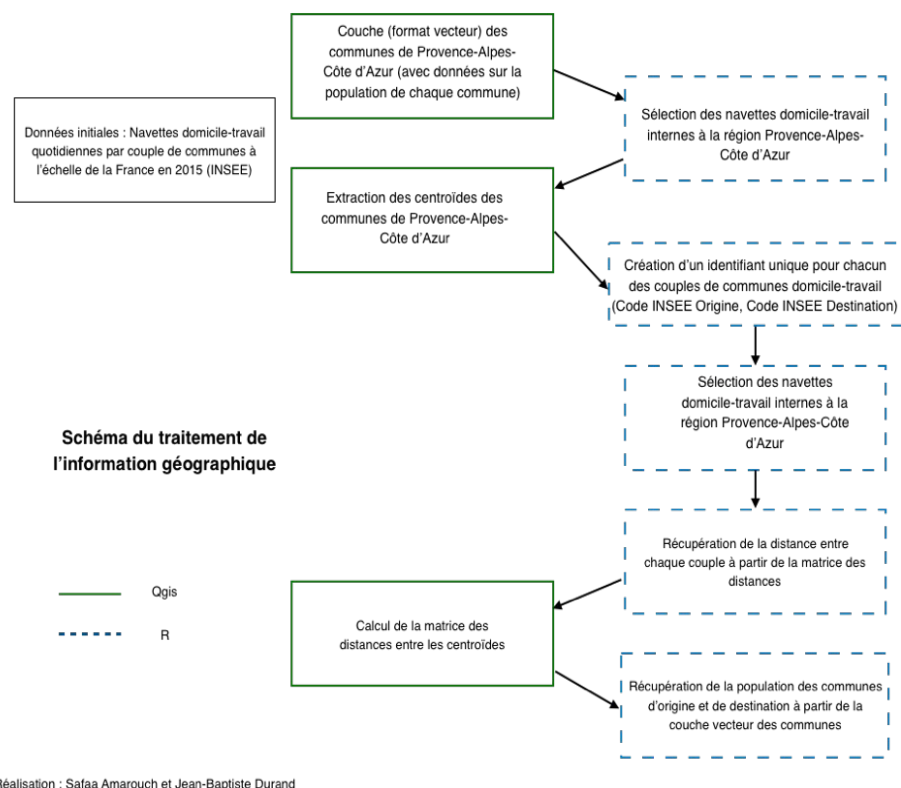 Couche (format vecteur) des
communes de Provence-Alpes-
Côte d'Azur (avec données sur la
population de chaque commune)
Données initiales : Navettes domicile-travail
quotidiennes par couple de communes à
l'échelle de la France en 2015 (INSEE)
Sélection des navettes domicile-travail
internes à la région Provence-Alpes-
Côte d'Azur
Extraction des centroïdes des
communes de Provence-Alpes-
Côte d'Azur
Création d'un identifiant unique pour chacun
des couples de communes domicile-travail
(Code INSEE Origine, Code INSEE Destination)
Sélection des navettes
domicile-travail internes à la
région Provence-Alpes-Côte
d'Azur
Schéma du traitement de
l'information géographique
Récupération de la distance entre
chaque couple à partir de la matrice des
distances
Qgis
R
Calcul de la matrice des
distances entre les centroïdes
Récupération de la population des communes
d'origine et de destination à partir de la
couche vecteur des communes
Réalisation : Safaa Amarouch et Jean-Baptiste Durand